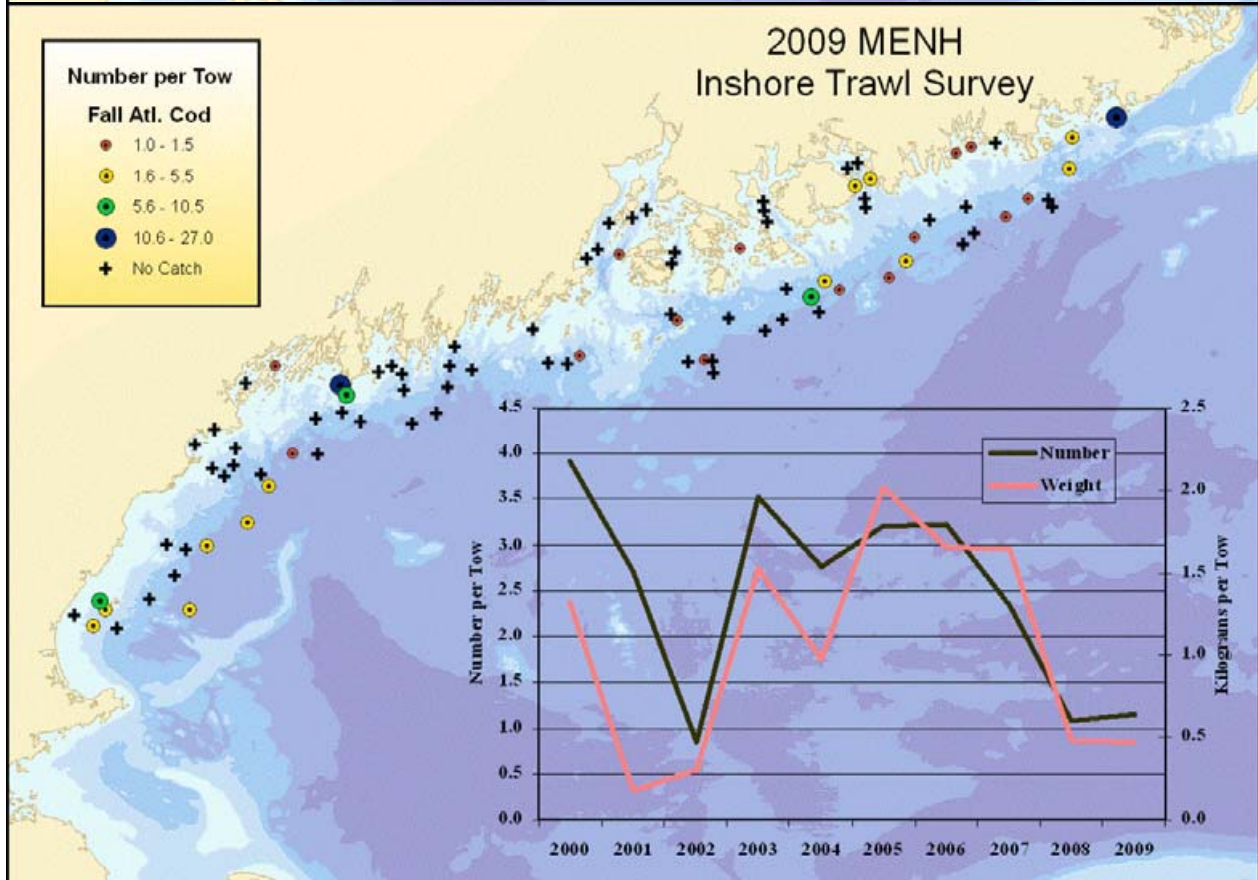 2009 MENH
Inshore Trawl Survey
Number per Tow
Fall Atl. Cod
1.0 - 1.5
1.6 - 5.5
5.6 - 10.5
10.6 - 27.0
No Catch
Number
Weight
Number per Tow
4.5
4.0
3.5
3.0
2.5
2.0
1.5
1.0
0.5
0.0
2.5
2.0
1.5
1.0
0.5
0.0
Kilograms per Tow
2000 2001 2002 2003 2004 2005 2006 2007 2008 2009